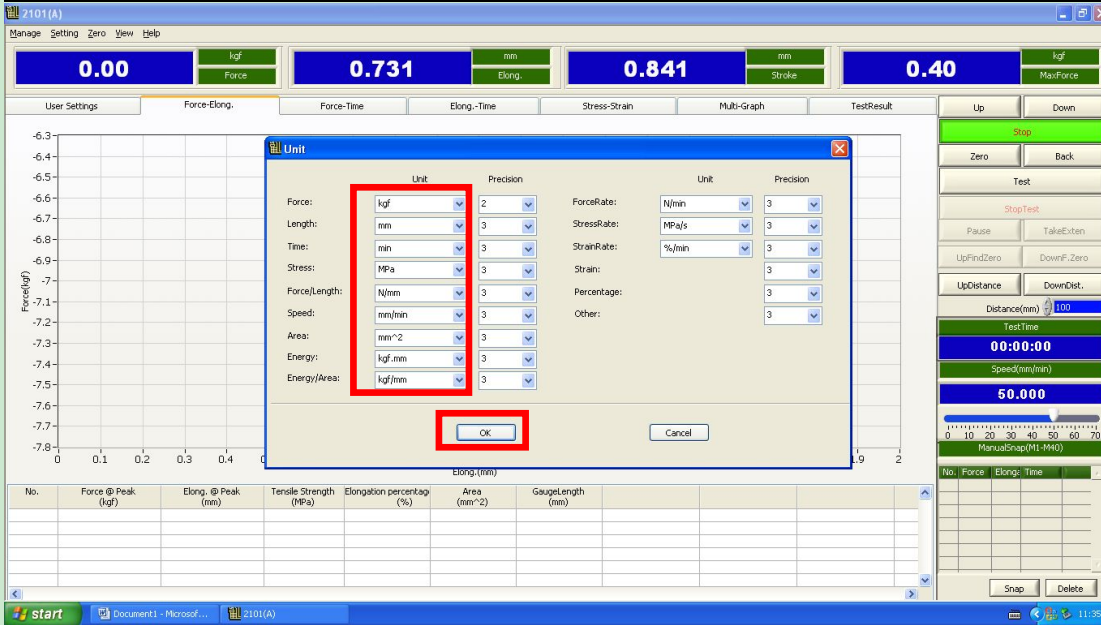 2101(A)
Manage Setting Zero View Help
0.00 kgf Force
0.731 mm Elong.
0.841 mm Stroke
0.40 kgf MaxForce
User Settings Force-Elong. Force-Time Elong.-Time Stress-Strain Multi-Graph TestResult
Up Down
Stop
Zero Back
Test
StopTest
Pause TakeExten
UpFindZero DownF.Zero
UpDistance DownDist.
Distance(mm) 100
TestTime
00:00:00
Speed(mm/min)
50.000
0 10 20 30 40 50 60 70
ManualSnap(M1-M40)
No. Force Elong Time
Snap Delete
Force(kgf)
-6.3
-6.4
-6.5
-6.6
-6.7
-6.8
-6.9
-7
-7.1
-7.2
-7.3
-7.4
-7.5
-7.6
-7.7
-7.8
0 0.1 0.2 0.3 0.4 1.9 2
Elong.(mm)
Unit
Unit Precision Unit Precision
Force: kgf 2 ForceRate: N/min 3
Length: mm 3 StressRate: MPa/s 3
Time: min 3 StrainRate: %/min 3
Stress: MPa 3 Strain: 3
Force/Length: N/mm 3 Percentage: 3
Speed: mm/min 3 Other: 3
Area: mm^2 3
Energy: kgf.mm 3
Energy/Area: kgf/mm 3
OK Cancel
No. Force @ Peak Elong. @ Peak Tensile Strength Elongation percentag Area GaugeLength
(kgf) (mm) (MPa) (%) (mm^2) (mm)
start Document1 - Microsof... 2101(A) 11:35